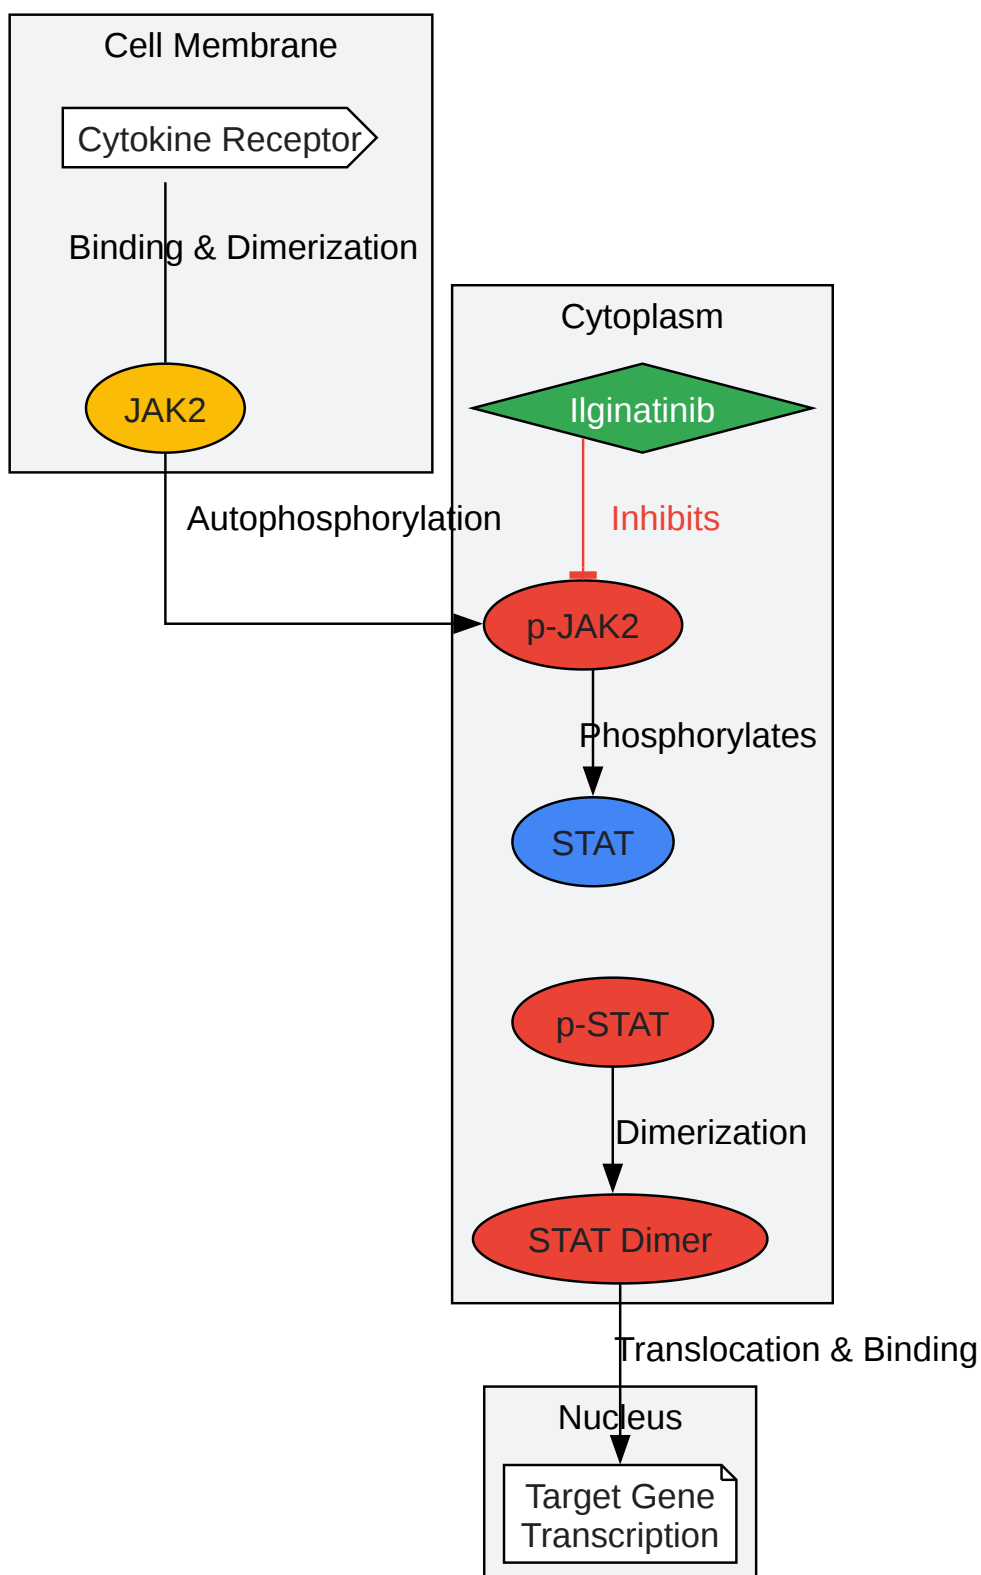 Cell Membrane
Cytokine Receptor
Binding & Dimerization
JAK2
Autophosphorylation
Cytoplasm
Ilginatinib
Inhibits
p-JAK2
Phosphorylates
STAT
p-STAT
Dimerization
STAT Dimer
Translocation & Binding
Nucleus
Target Gene
Transcription